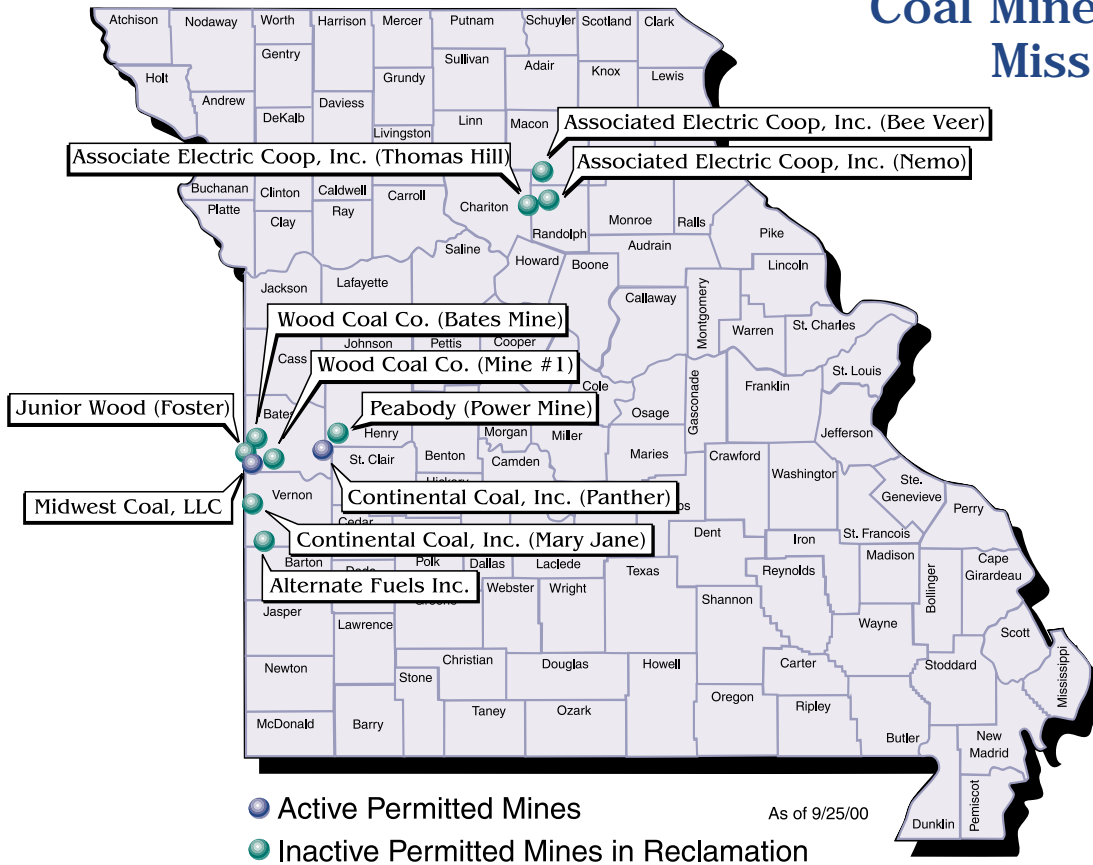 Coal Mine
Miss
Atchison
Nodaway
Worth
Harrison
Mercer
Putnam
Schuyler
Scotland
Clark
Gentry
Sullivan
Adair
Knox
Lewis
Holt
Andrew
DeKalb
Daviess
Grundy
Livingston
Linn
Macon
Associated Electric Coop, Inc. (Bee Veer)
Associate Electric Coop, Inc. (Thomas Hill)
Associated Electric Coop, Inc. (Nemo)
Buchanan
Clinton
Caldwell
Carroll
Chariton
Platte
Clay
Ray
Randolph
Monroe
Ralls
Pike
Saline
Howard
Boone
Audrain
Lincoln
Jackson
Lafayette
Callaway
Montgomery
Warren
St. Charles
Wood Coal Co. (Bates Mine)
Johnson
Pettis
Cooper
Cass
Wood Coal Co. (Mine #1)
St. Louis
Cole
Osage
Gasconade
Franklin
Junior Wood (Foster)
Bates
Peabody (Power Mine)
Henry
Morgan
Miller
Jefferson
St. Clair
Benton
Camden
Maries
Crawford
Washington
Ste.
Genevieve
Midwest Coal, LLC
Vernon
Continental Coal, Inc. (Panther)
Perry
Cedar
Dent
Iron
St. Francois
Continental Coal, Inc. (Mary Jane)
Madison
Cape
Girardeau
Bollinger
Barton
Polk
Dallas
Laclede
Texas
Reynolds
Alternate Fuels Inc.
Webster
Wright
Shannon
Wayne
Scott
Jasper
Lawrence
Mississippi
Newton
Christian
Douglas
Howell
Carter
Stoddard
Stone
Oregon
Ripley
McDonald
Barry
Taney
Ozark
Butler
New
Madrid
Dunklin
Pemiscot
Active Permitted Mines
As of 9/25/00
Inactive Permitted Mines in Reclamation